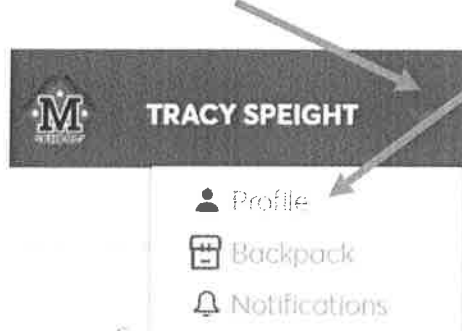 M
TRACY SPEIGHT
Profile
Backpack
Notifications